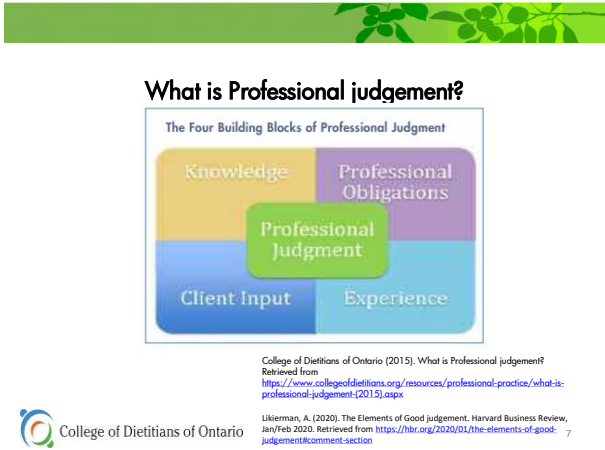 What is Professional judgement?
The Four Building Blocks of Professional Judgment
Knowledge
Professional
Obligations
Professional
Judgment
Client Input
Experience
College of Dietitians of Ontario (2015). What is Professional judgement?
Retrieved from
https://www.collegeofdietitians.org/resources/professional-practice/what-is-
professional-judgement-(2015).aspx
Likierman, A. (2020). The Elements of Good judgement. Harvard Business Review,
Jan/Feb 2020. Retrieved from https://hbr.org/2020/01/the-elements-of-good-
judgement#comment-section
College of Dietitians of Ontario
7